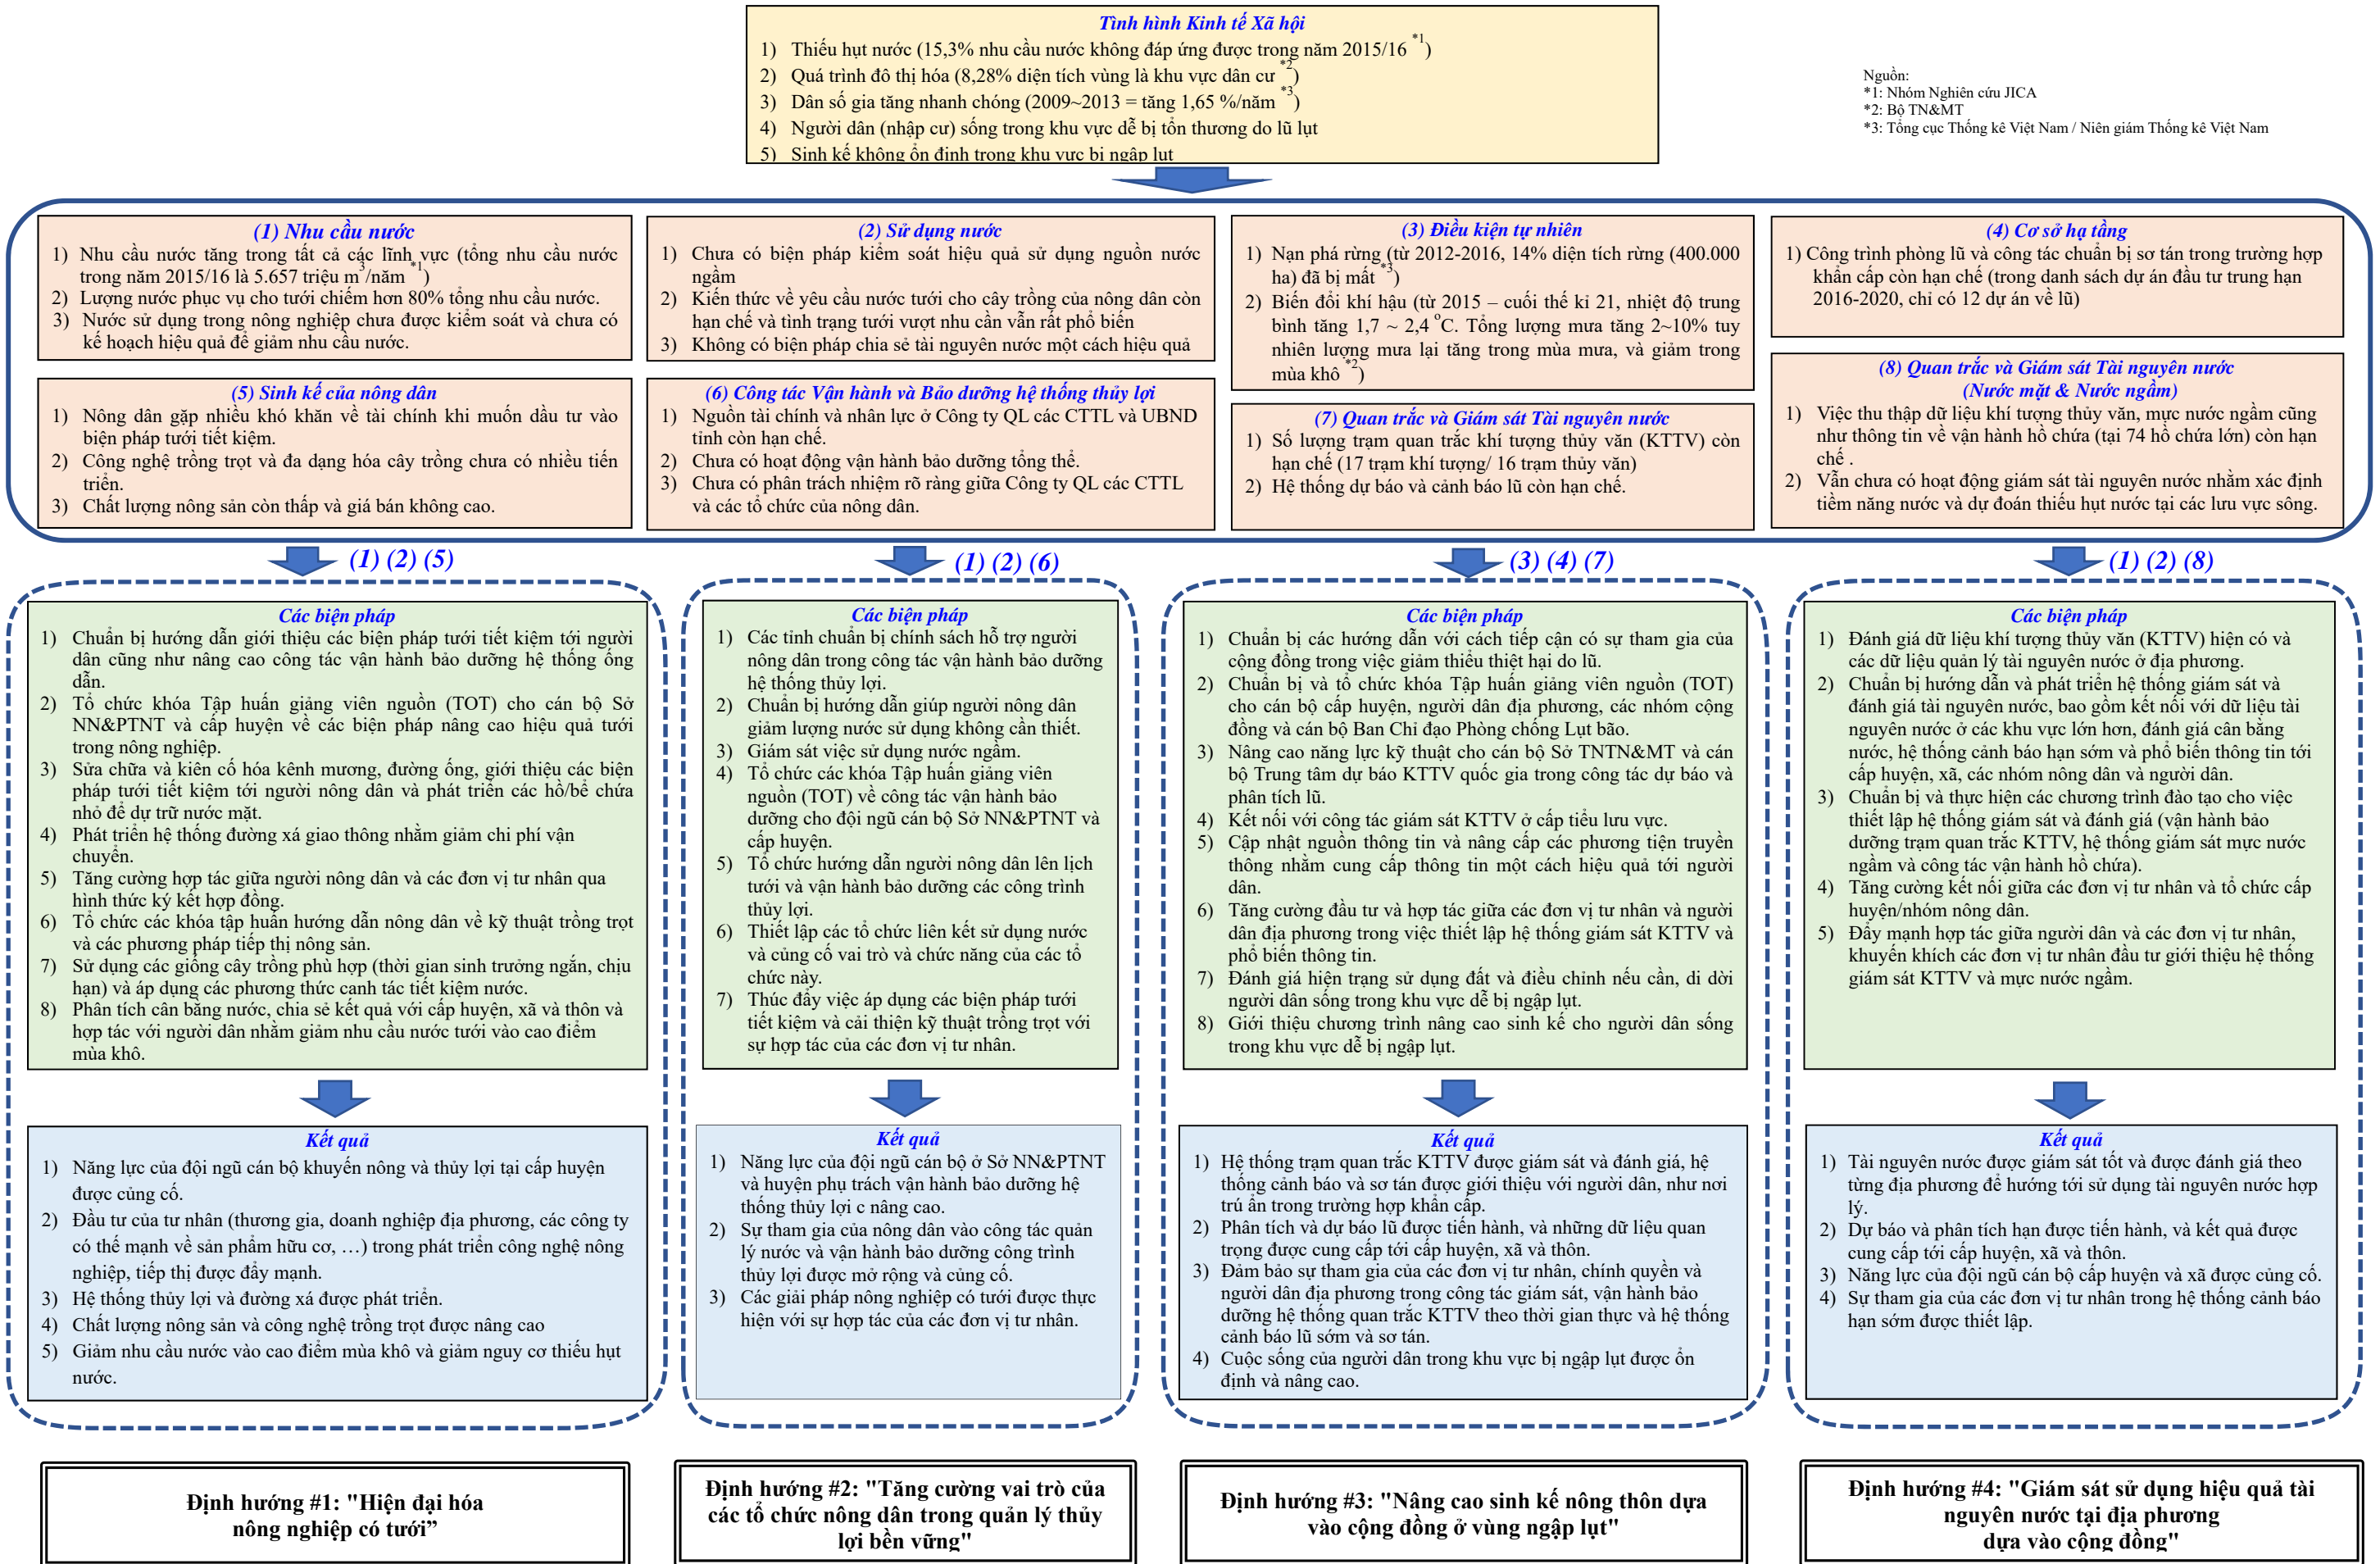 Tình hình Kinh tế Xã hội
1) Thiếu hụt nước (15,3% nhu cầu nước không đáp ứng được trong năm 2015/16 *1)
2) Quá trình đô thị hóa (8,28% diện tích vùng là khu vực dân cư *2)
3) Dân số gia tăng nhanh chóng (2009~2013 = tăng 1,65 %/năm *3)
4) Người dân (nhập cư) sống trong khu vực dễ bị tổn thương do lũ lụt
5) Sinh kế không ổn định trong khu vực bị ngập lụt
Nguồn:
*1: Nhóm Nghiên cứu JICA
*2: Bộ TN&MT
*3: Tổng cục Thống kê Việt Nam / Niên giám Thống kê Việt Nam
(1) Nhu cầu nước
1) Nhu cầu nước tăng trong tất cả các lĩnh vực (tổng nhu cầu nước
trong năm 2015/16 là 5.657 triệu m3/năm *1)
2) Lượng nước phục vụ cho tưới chiếm hơn 80% tổng nhu cầu nước.
3) Nước sử dụng trong nông nghiệp chưa được kiểm soát và chưa có
kế hoạch hiệu quả để giảm nhu cầu nước.
(2) Sử dụng nước
1) Chưa có biện pháp kiểm soát hiệu quả sử dụng nguồn nước
ngầm
2) Kiến thức về yêu cầu nước tưới cho cây trồng của nông dân còn
hạn chế và tình trạng tưới vượt nhu cần vẫn rất phổ biến
3) Không có biện pháp chia sẻ tài nguyên nước một cách hiệu quả
(3) Điều kiện tự nhiên
1) Nạn phá rừng (từ 2012-2016, 14% diện tích rừng (400.000
ha) đã bị mất *3)
2) Biến đổi khí hậu (từ 2015 – cuối thế kỉ 21, nhiệt độ trung
bình tăng 1,7 ~ 2,4 oC. Tổng lượng mưa tăng 2~10% tuy
nhiên lượng mưa lại tăng trong mùa mưa, và giảm trong
mùa khô *2)
(4) Cơ sở hạ tầng
1) Công trình phòng lũ và công tác chuẩn bị sơ tán trong trường hợp
khẩn cấp còn hạn chế (trong danh sách dự án đầu tư trung hạn
2016-2020, chỉ có 12 dự án về lũ)
(5) Sinh kế của nông dân
1) Nông dân gặp nhiều khó khăn về tài chính khi muốn dầu tư vào
biện pháp tưới tiết kiệm.
2) Công nghệ trồng trọt và đa dạng hóa cây trồng chưa có nhiều tiến
triển.
3) Chất lượng nông sản còn thấp và giá bán không cao.
(6) Công tác Vận hành và Bảo dưỡng hệ thống thủy lợi
1) Nguồn tài chính và nhân lực ở Công ty QL các CTTL và UBND
tỉnh còn hạn chế.
2) Chưa có hoạt động vận hành bảo dưỡng tổng thể.
3) Chưa có phân trách nhiệm rõ ràng giữa Công ty QL các CTTL
và các tổ chức của nông dân.
(7) Quan trắc và Giám sát Tài nguyên nước
1) Số lượng trạm quan trắc khí tượng thủy văn (KTTV) còn
hạn chế (17 trạm khí tượng/ 16 trạm thủy văn)
2) Hệ thống dự báo và cảnh báo lũ còn hạn chế.
(8) Quan trắc và Giám sát Tài nguyên nước
(Nước mặt & Nước ngầm)
1) Việc thu thập dữ liệu khí tượng thủy văn, mực nước ngầm cũng
như thông tin về vận hành hồ chứa (tại 74 hồ chứa lớn) còn hạn
chế .
2) Vẫn chưa có hoạt động giám sát tài nguyên nước nhằm xác định
tiềm năng nước và dự đoán thiếu hụt nước tại các lưu vực sông.
(1) (2) (5)
(1) (2) (6)
(3) (4) (7)
(1) (2) (8)
Các biện pháp
1) Chuẩn bị hướng dẫn giới thiệu các biện pháp tưới tiết kiệm tới người
dân cũng như nâng cao công tác vận hành bảo dưỡng hệ thống ống
dẫn.
2) Tổ chức khóa Tập huấn giảng viên nguồn (TOT) cho cán bộ Sở
NN&PTNT và cấp huyện về các biện pháp nâng cao hiệu quả tưới
trong nông nghiệp.
3) Sửa chữa và kiên cố hóa kênh mương, đường ống, giới thiệu các biện
pháp tưới tiết kiệm tới người nông dân và phát triển các hồ/bể chứa
nhỏ để dự trữ nước mặt.
4) Phát triển hệ thống đường xá giao thông nhằm giảm chi phí vận
chuyển.
5) Tăng cường hợp tác giữa người nông dân và các đơn vị tư nhân qua
hình thức ký kết hợp đồng.
6) Tổ chức các khóa tập huấn hướng dẫn nông dân về kỹ thuật trồng trọt
và các phương pháp tiếp thị nông sản.
7) Sử dụng các giống cây trồng phù hợp (thời gian sinh trưởng ngắn, chịu
hạn) và áp dụng các phương thức canh tác tiết kiệm nước.
8) Phân tích cân bằng nước, chia sẻ kết quả với cấp huyện, xã và thôn và
hợp tác với người dân nhằm giảm nhu cầu nước tưới vào cao điểm
mùa khô.
Các biện pháp
1) Các tỉnh chuẩn bị chính sách hỗ trợ người
nông dân trong công tác vận hành bảo dưỡng
hệ thống thủy lợi.
2) Chuẩn bị hướng dẫn giúp người nông dân
giảm lượng nước sử dụng không cần thiết.
3) Giám sát việc sử dụng nước ngầm.
4) Tổ chức các khóa Tập huấn giảng viên
nguồn (TOT) về công tác vận hành bảo
dưỡng cho đội ngũ cán bộ Sở NN&PTNT và
cấp huyện.
5) Tổ chức hướng dẫn người nông dân lên lịch
tưới và vận hành bảo dưỡng các công trình
thủy lợi.
6) Thiết lập các tổ chức liên kết sử dụng nước
và củng cố vai trò và chức năng của các tổ
chức này.
7) Thúc đẩy việc áp dụng các biện pháp tưới
tiết kiệm và cải thiện kỹ thuật trồng trọt với
sự hợp tác của các đơn vị tư nhân.
Các biện pháp
1) Chuẩn bị các hướng dẫn với cách tiếp cận có sự tham gia của
cộng đồng trong việc giảm thiểu thiệt hại do lũ.
2) Chuẩn bị và tổ chức khóa Tập huấn giảng viên nguồn (TOT)
cho cán bộ cấp huyện, người dân địa phương, các nhóm cộng
đồng và cán bộ Ban Chỉ đạo Phòng chống Lụt bão.
3) Nâng cao năng lực kỹ thuật cho cán bộ Sở TNTN&MT và cán
bộ Trung tâm dự báo KTTV quốc gia trong công tác dự báo và
phân tích lũ.
4) Kết nối với công tác giám sát KTTV ở cấp tiểu lưu vực.
5) Cập nhật nguồn thông tin và nâng cấp các phương tiện truyền
thông nhằm cung cấp thông tin một cách hiệu quả tới người
dân.
6) Tăng cường đầu tư và hợp tác giữa các đơn vị tư nhân và người
dân địa phương trong việc thiết lập hệ thống giám sát KTTV và
phổ biến thông tin.
7) Đánh giá hiện trạng sử dụng đất và điều chỉnh nếu cần, di dời
người dân sống trong khu vực dễ bị ngập lụt.
8) Giới thiệu chương trình nâng cao sinh kế cho người dân sống
trong khu vực dễ bị ngập lụt.
Các biện pháp
1) Đánh giá dữ liệu khí tượng thủy văn (KTTV) hiện có và
các dữ liệu quản lý tài nguyên nước ở địa phương.
2) Chuẩn bị hướng dẫn và phát triển hệ thống giám sát và
đánh giá tài nguyên nước, bao gồm kết nối với dữ liệu tài
nguyên nước ở các khu vực lớn hơn, đánh giá cân bằng
nước, hệ thống cảnh báo hạn sớm và phổ biến thông tin tới
cấp huyện, xã, các nhóm nông dân và người dân.
3) Chuẩn bị và thực hiện các chương trình đào tạo cho việc
thiết lập hệ thống giám sát và đánh giá (vận hành bảo
dưỡng trạm quan trắc KTTV, hệ thống giám sát mực nước
ngầm và công tác vận hành hồ chứa).
4) Tăng cường kết nối giữa các đơn vị tư nhân và tổ chức cấp
huyện/nhóm nông dân.
5) Đẩy mạnh hợp tác giữa người dân và các đơn vị tư nhân,
khuyến khích các đơn vị tư nhân đầu tư giới thiệu hệ thống
giám sát KTTV và mực nước ngầm.
Kết quả
1) Năng lực của đội ngũ cán bộ khuyến nông và thủy lợi tại cấp huyện
được củng cố.
2) Đầu tư của tư nhân (thương gia, doanh nghiệp địa phương, các công ty
có thế mạnh về sản phẩm hữu cơ, …) trong phát triển công nghệ nông
nghiệp, tiếp thị được đẩy mạnh.
3) Hệ thống thủy lợi và đường xá được phát triển.
4) Chất lượng nông sản và công nghệ trồng trọt được nâng cao
5) Giảm nhu cầu nước vào cao điểm mùa khô và giảm nguy cơ thiếu hụt
nước.
Kết quả
1) Năng lực của đội ngũ cán bộ ở Sở NN&PTNT
và huyện phụ trách vận hành bảo dưỡng hệ
thống thủy lợi c nâng cao.
2) Sự tham gia của nông dân vào công tác quản
lý nước và vận hành bảo dưỡng công trình
thủy lợi được mở rộng và củng cố.
3) Các giải pháp nông nghiệp có tưới được thực
hiện với sự hợp tác của các đơn vị tư nhân.
Kết quả
1) Hệ thống trạm quan trắc KTTV được giám sát và đánh giá, hệ
thống cảnh báo và sơ tán được giới thiệu với người dân, như nơi
trú ẩn trong trường hợp khẩn cấp.
2) Phân tích và dự báo lũ được tiến hành, và những dữ liệu quan
trọng được cung cấp tới cấp huyện, xã và thôn.
3) Đảm bảo sự tham gia của các đơn vị tư nhân, chính quyền và
người dân địa phương trong công tác giám sát, vận hành bảo
dưỡng hệ thống quan trắc KTTV theo thời gian thực và hệ thống
cảnh báo lũ sớm và sơ tán.
4) Cuộc sống của người dân trong khu vực bị ngập lụt được ổn
định và nâng cao.
Kết quả
1) Tài nguyên nước được giám sát tốt và được đánh giá theo
từng địa phương để hướng tới sử dụng tài nguyên nước hợp
lý.
2) Dự báo và phân tích hạn được tiến hành, và kết quả được
cung cấp tới cấp huyện, xã và thôn.
3) Năng lực của đội ngũ cán bộ cấp huyện và xã được củng cố.
4) Sự tham gia của các đơn vị tư nhân trong hệ thống cảnh báo
hạn sớm được thiết lập.
Định hướng #1: "Hiện đại hóa
nông nghiệp có tưới”
Định hướng #2: "Tăng cường vai trò của
các tổ chức nông dân trong quản lý thủy
lợi bền vững"
Định hướng #3: "Nâng cao sinh kế nông thôn dựa
vào cộng đồng ở vùng ngập lụt"
Định hướng #4: "Giám sát sử dụng hiệu quả tài
nguyên nước tại địa phương
dựa vào cộng đồng"